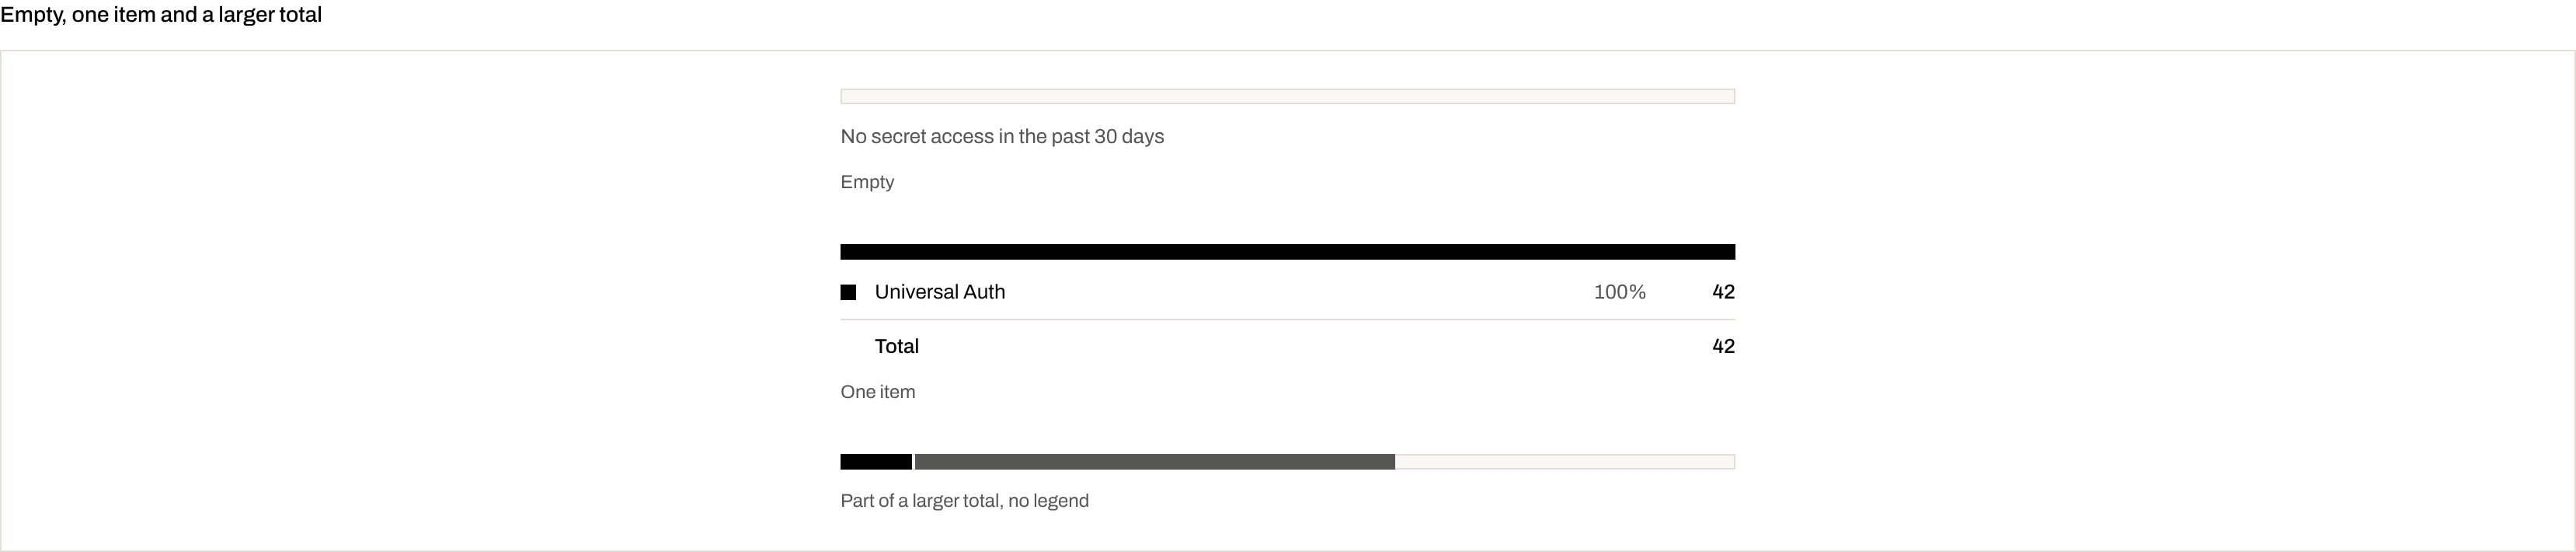 Empty, one item and a larger total
No secret access in the past 30 days
Empty
Universal Auth 100% 42
Total 42
One item
Part of a larger total, no legend